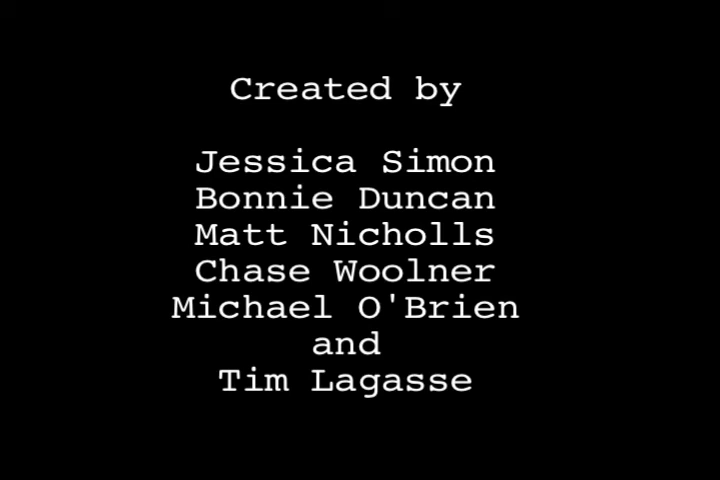 Created by
Jessica Simon
Bonnie Duncan
Matt Nicholls
Chase Woolner
Michael O'Brien
and
Tim Lagasse